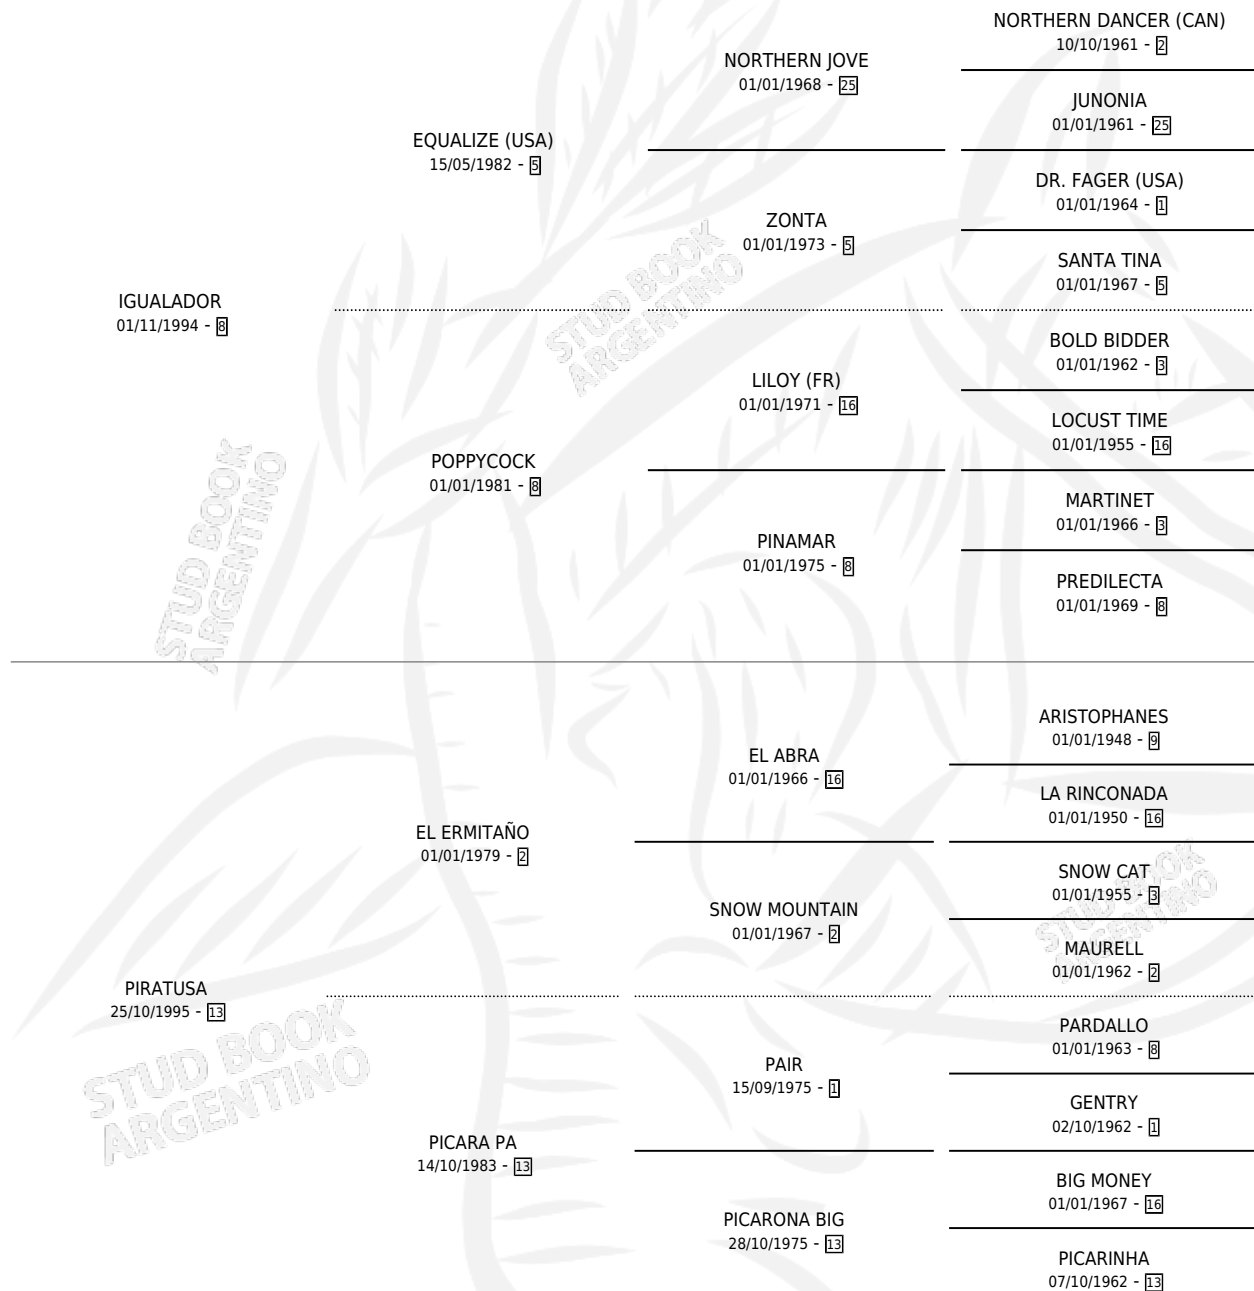 NORTHERN DANCER (CAN)
10/10/1961 - 2
NORTHERN JOVE
01/01/1968 - 25
JUNONIA
01/01/1961 - 25
EQUALIZE (USA)
15/05/1982 - 5
DR. FAGER (USA)
01/01/1964 - 1
ZONTA
01/01/1973 - 5
SANTA TINA
01/01/1967 - 5
IGUALADOR
01/11/1994 - 8
STUD BOOK
ARGENTINO
BOLD BIDDER
01/01/1962 - 3
LILOY (FR)
01/01/1971 - 16
LOCUST TIME
01/01/1955 - 16
POPPYCOCK
01/01/1981 - 8
MARTINET
01/01/1966 - 3
PINAMAR
01/01/1975 - 8
PREDILECTA
01/01/1969 - 8
STUD BOOK
ARGENTINO
ARISTOPHANES
01/01/1948 - 9
EL ABRA
01/01/1966 - 16
LA RINCONADA
01/01/1950 - 16
EL ERMITAÑO
01/01/1979 - 2
SNOW CAT
01/01/1955 - 3
SNOW MOUNTAIN
01/01/1967 - 2
STUD BOOK
ARGENTINO
MAURELL
01/01/1962 - 2
PIRATUSA
25/10/1995 - 13
STUD BOOK
ARGENTINO
PARDALLO
01/01/1963 - 8
PAIR
15/09/1975 - 1
GENTRY
02/10/1962 - 1
PICARA PA
14/10/1983 - 13
BIG MONEY
01/01/1967 - 16
PICARONA BIG
28/10/1975 - 13
PICARINHA
07/10/1962 - 13